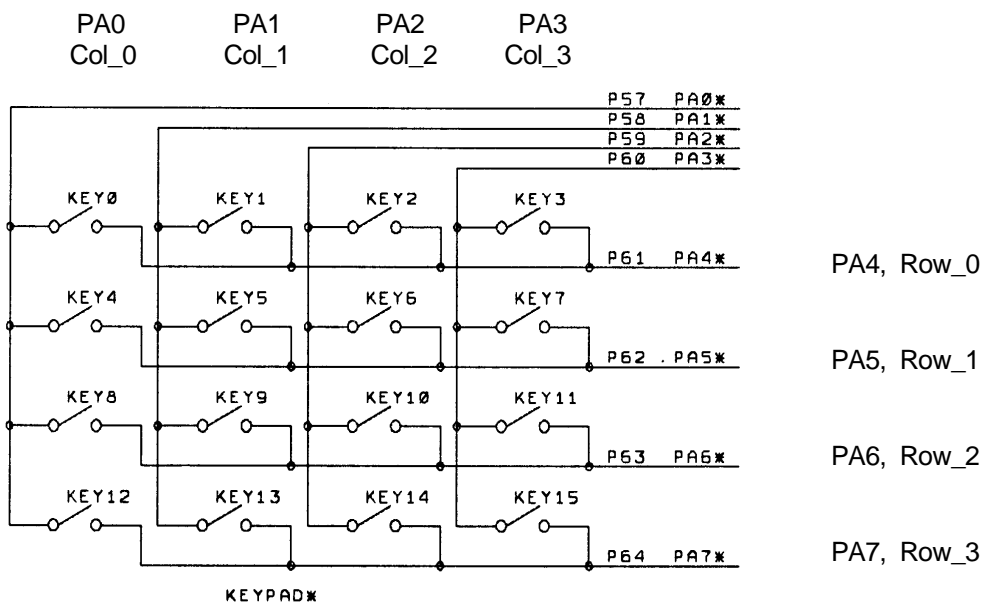 PA0 PA1 PA2 PA3
Col_0 Col_1 Col_2 Col_3
P57 PAØ*
P58 PA1*
P59 PA2*
P6Ø PA3*
KEYØ KEY1 KEY2 KEY3
P61 PA4* PA4, Row_0
KEY4 KEY5 KEY6 KEY7
P62 . PA5* PA5, Row_1
KEY8 KEY9 KEY1Ø KEY11
P63 PA6* PA6, Row_2
KEY12 KEY13 KEY14 KEY15
P64 PA7* PA7, Row_3
KEYPAD*